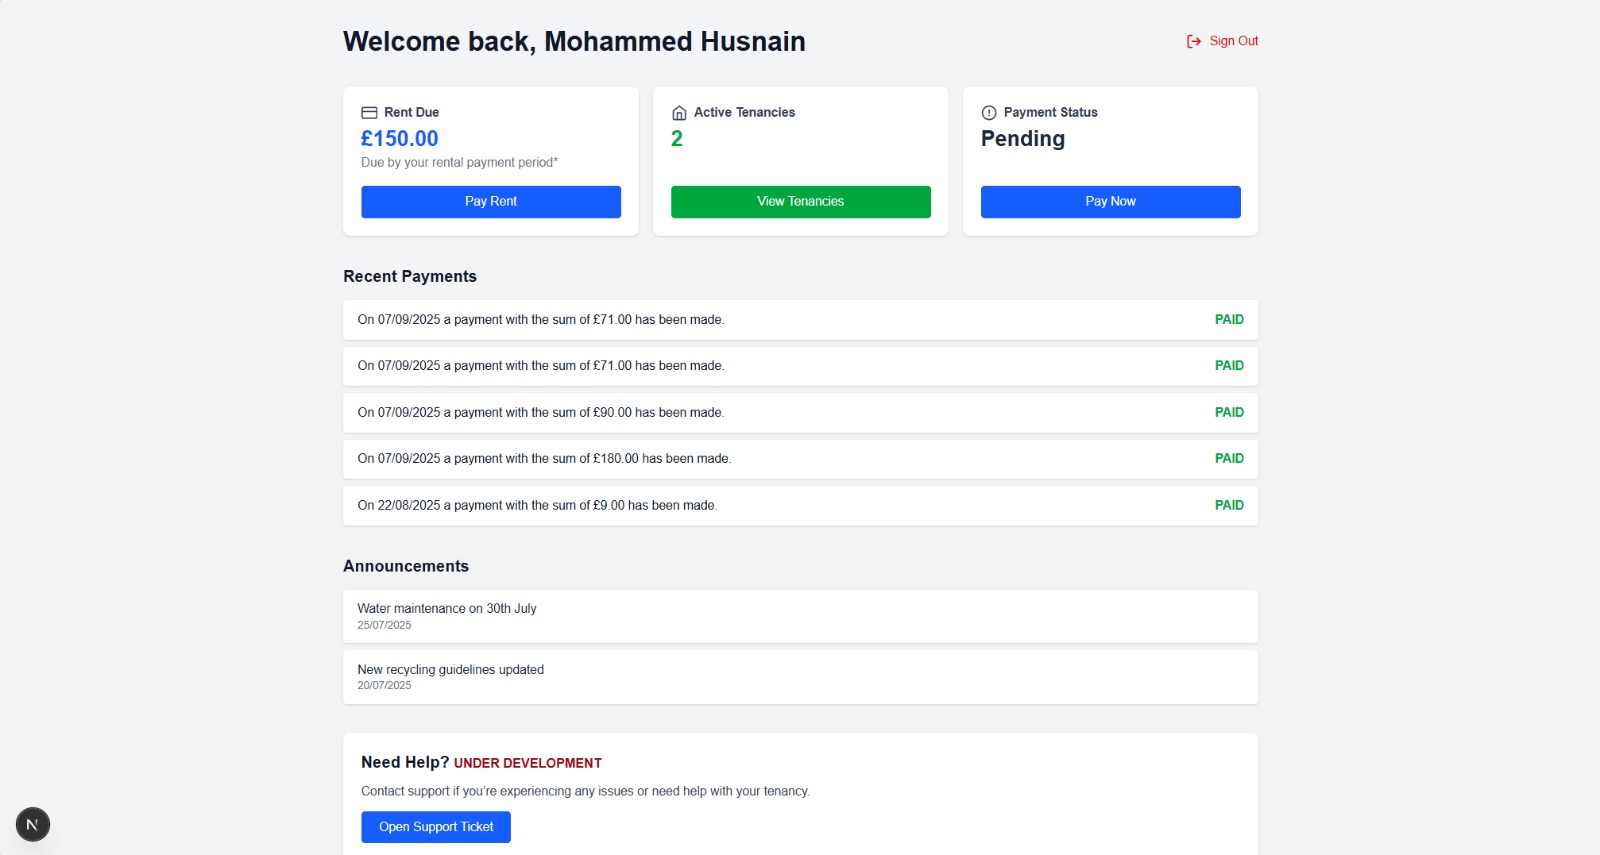 Welcome back, Mohammed Husnain
Sign Out
Rent Due
£150.00
Due by your rental payment period*
Pay Rent
Active Tenancies
2
View Tenancies
Payment Status
Pending
Pay Now
Recent Payments
On 07/09/2025 a payment with the sum of £71.00 has been made. PAID
On 07/09/2025 a payment with the sum of £71.00 has been made. PAID
On 07/09/2025 a payment with the sum of £90.00 has been made. PAID
On 07/09/2025 a payment with the sum of £180.00 has been made. PAID
On 22/08/2025 a payment with the sum of £9.00 has been made. PAID
Announcements
Water maintenance on 30th July
25/07/2025
New recycling guidelines updated
20/07/2025
Need Help? UNDER DEVELOPMENT
Contact support if you're experiencing any issues or need help with your tenancy.
Open Support Ticket
N